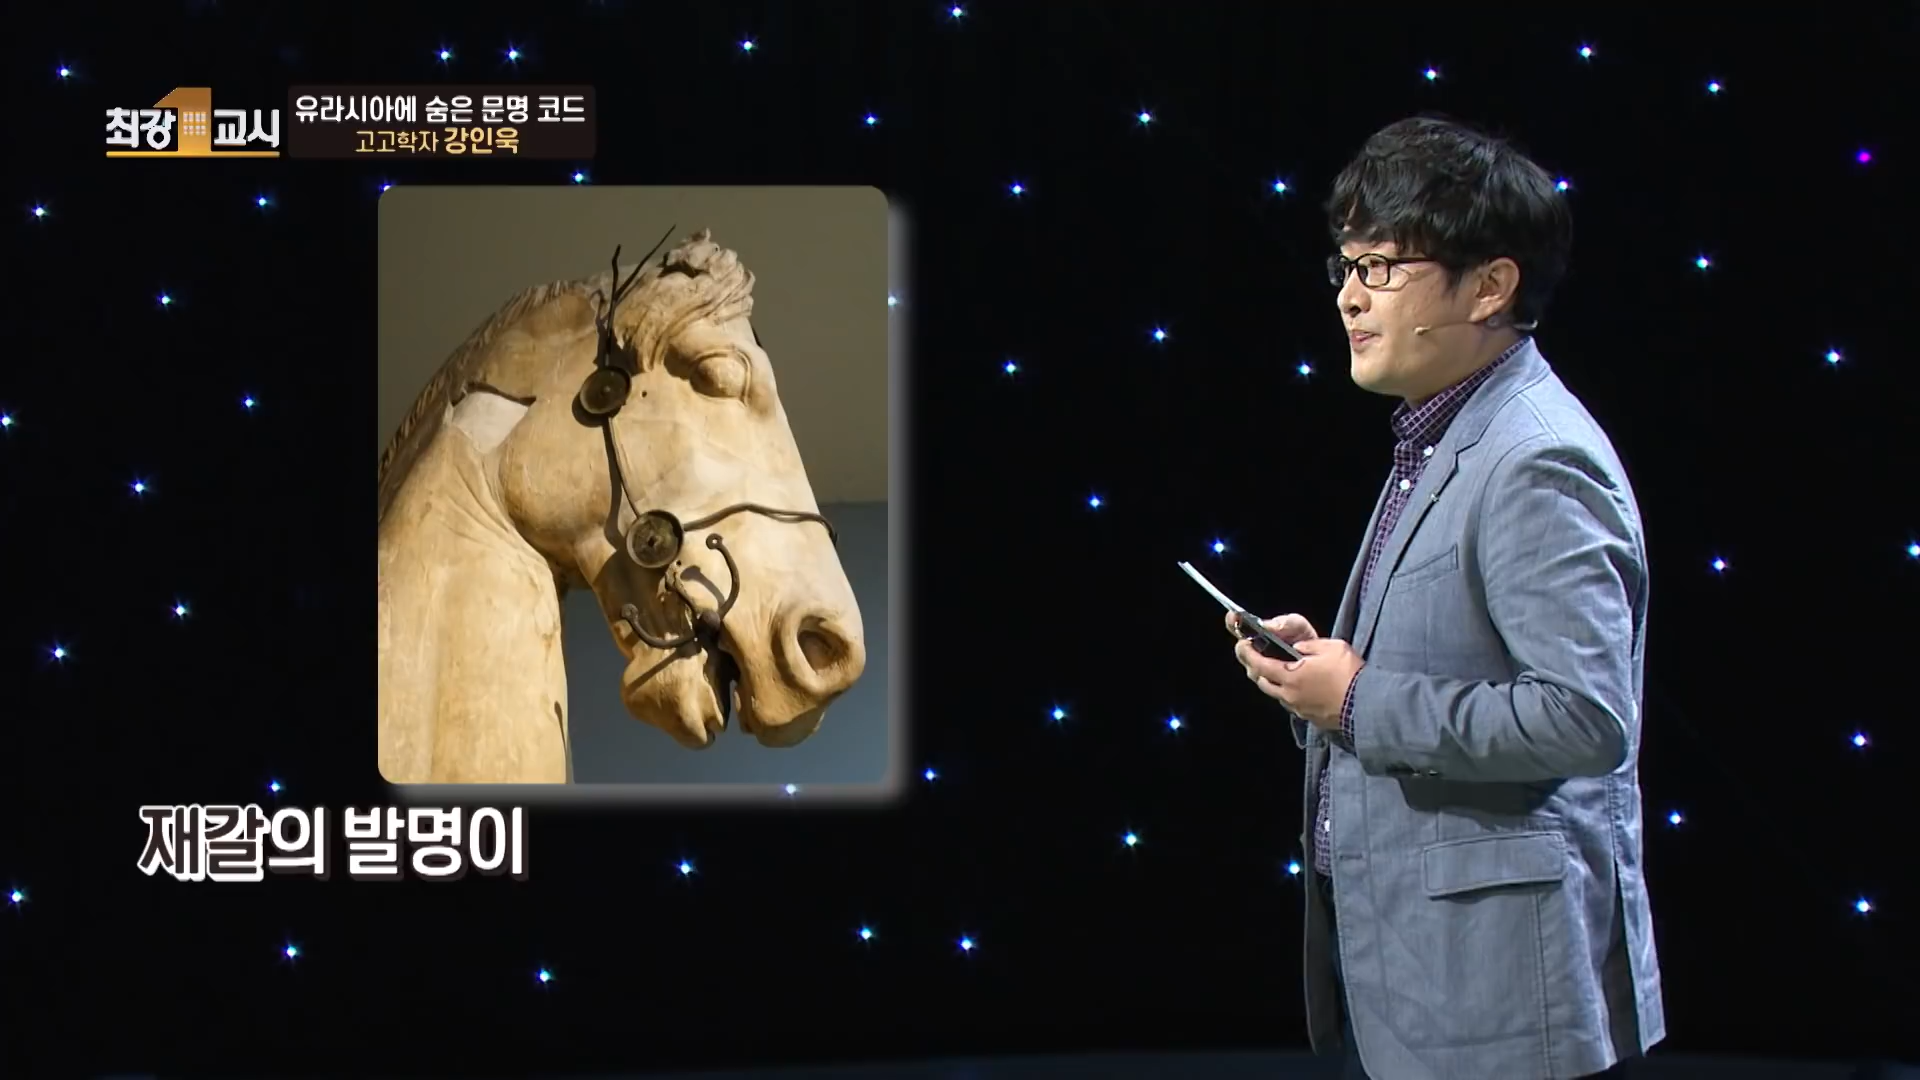 최강1교시
유라시아에 숨은 문명 코드
고고학자 강인욱
재갈의 발명이